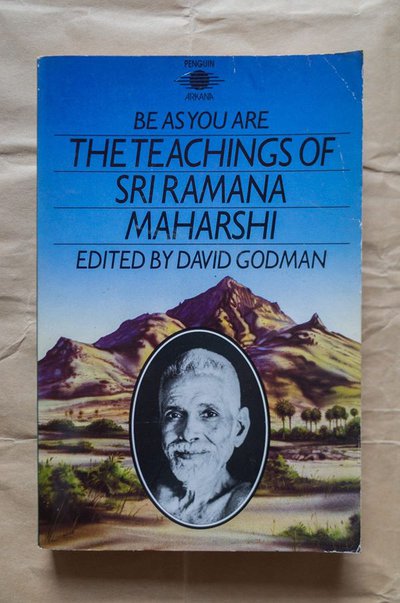 PENGUIN
ARKANA
BE AS YOU ARE
THE TEACHINGS OF
SRI RAMANA
MAHARSHI
EDITED BY DAVID GODMAN